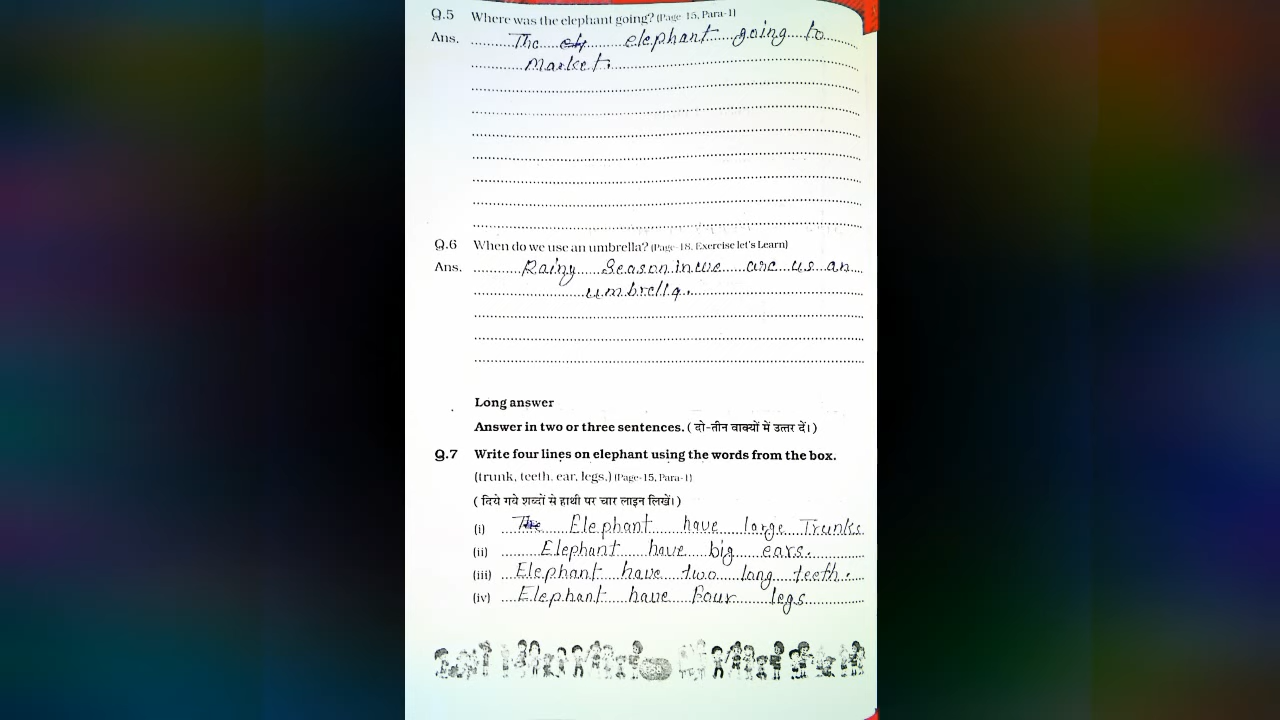 Q.5 Where was the elephant going? (Page-15, Para-1)
Ans. The elephant going to
market.
Q.6 When do we use an umbrella? (Page-18, Exercise let's Learn)
Ans. Rainy Season in we are us an
umbrella.
Long answer
Answer in two or three sentences. ( दो-तीन वाक्यों में उत्तर दें। )
Q.7 Write four lines on elephant using the words from the box.
(trunk, teeth, ear, legs.) (Page-15, Para-1)
( दिये गये शब्दों से हाथी पर चार लाइन लिखें। )
(i) The Elephant have large Trunks
(ii) Elephant have big ears.
(iii) Elephant have two long teeth.
(iv) Elephant have Four legs